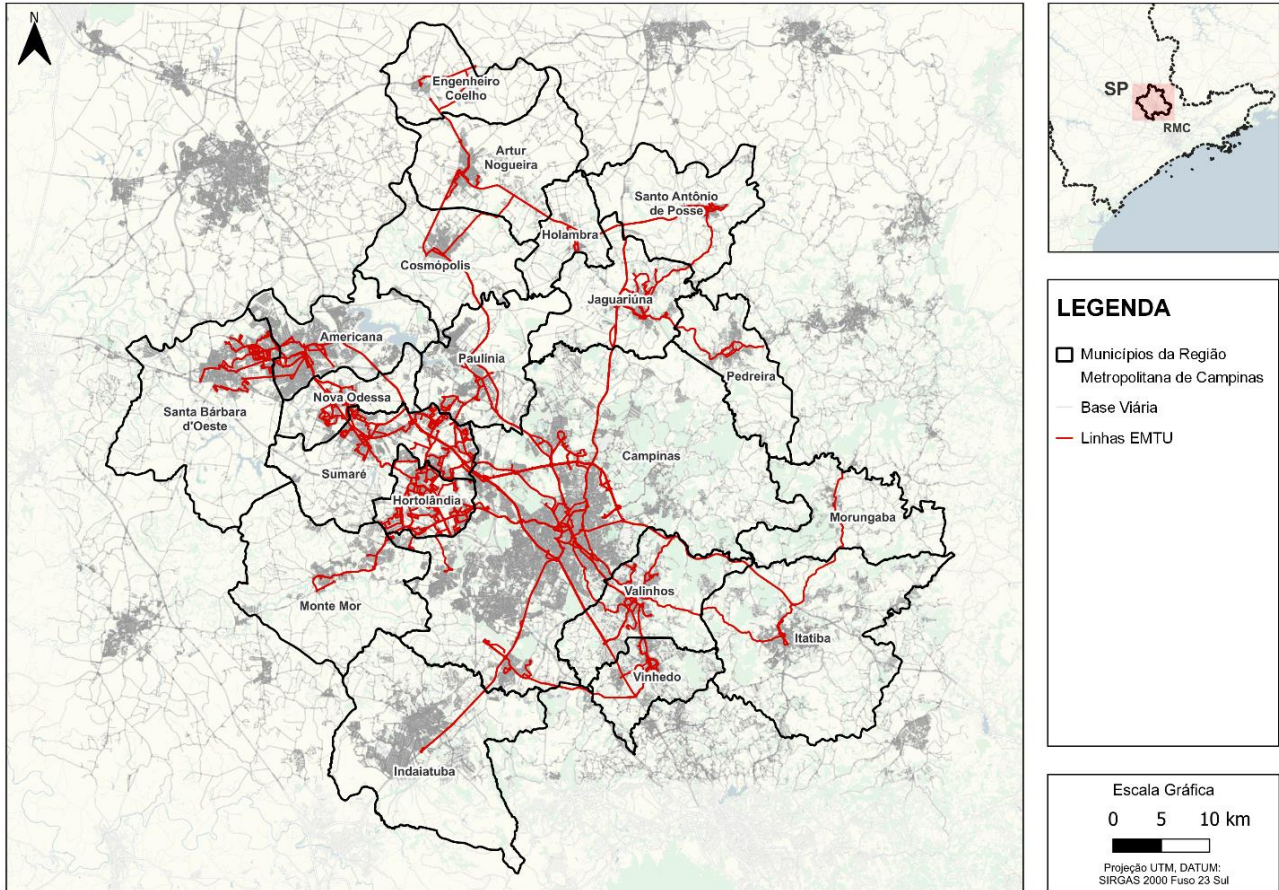 N
Engenheiro
Coelho
Artur
Nogueira
Santo Antônio
de Posse
Holambra
Cosmópolis
Jaguariúna
Americana
Paulínia
Pedreira
Nova Odessa
Santa Bárbara
d'Oeste
Campinas
Sumaré
Hortolândia
Morungaba
Monte Mor
Valinhos
Itatiba
Vinhedo
Indaiatuba
SP
RMC
LEGENDA
Municípios da Região
Metropolitana de Campinas
Base Viária
Linhas EMTU
Escala Gráfica
0 5 10 km
Projeção UTM, DATUM:
SIRGAS 2000 Fuso 23 Sul